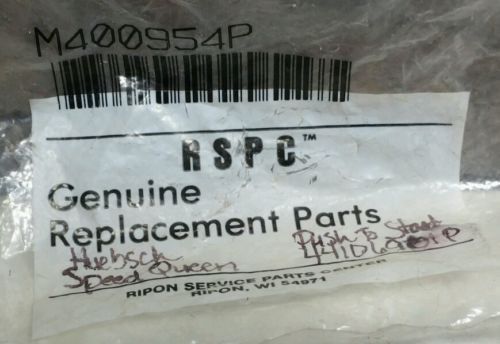 M400954P
RSPC™
Genuine
Replacement Parts
Huebsch
Speed Queen
Push To Start
RIPON SERVICE PARTS CENTER
RIPON, WI 54971